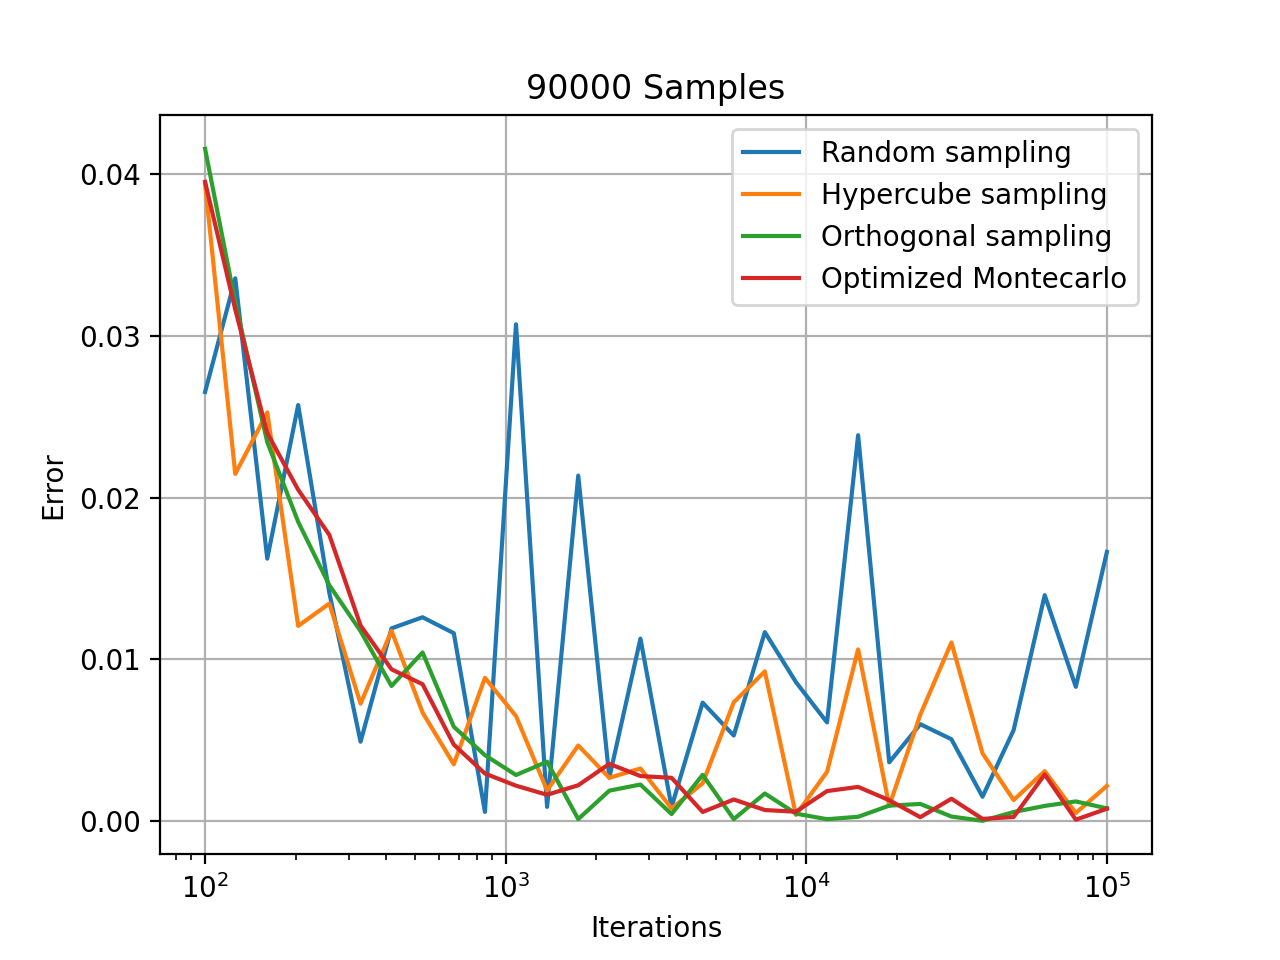 90000 Samples
Random sampling
Hypercube sampling
Orthogonal sampling
Optimized Montecarlo
0.04
0.03
0.02
0.01
0.00
Error
10² 10³ 10⁴ 10⁵
Iterations